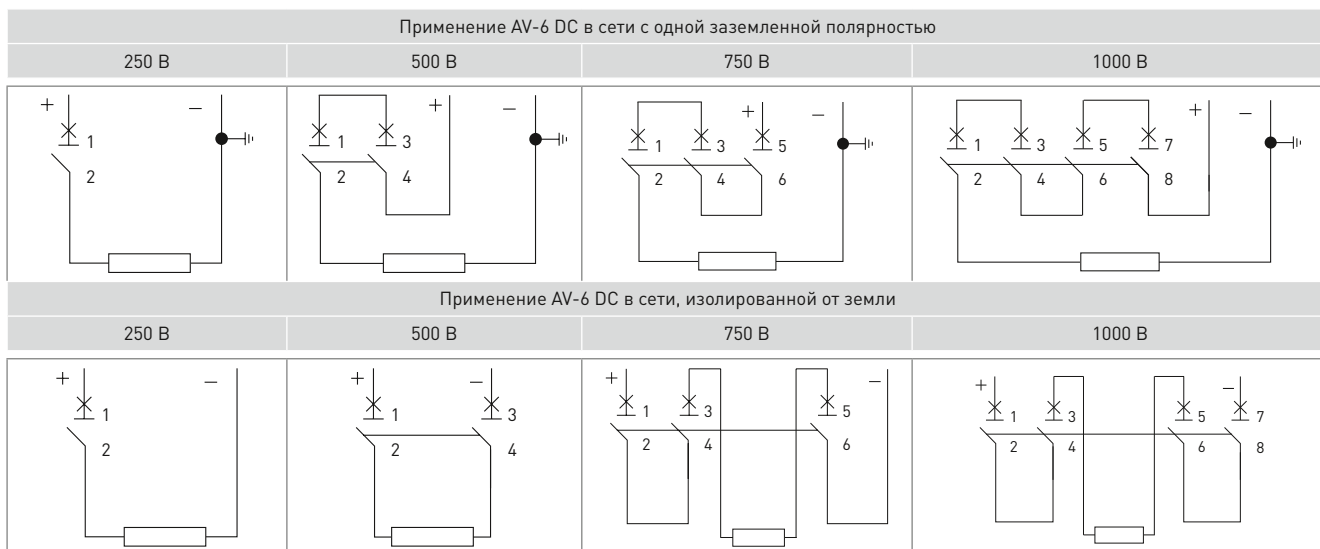 Применение AV-6 DC в сети с одной заземленной полярностью
250 В 500 В 750 В 1000 В
+ – 1 2
+ – 1 3 2 4
+ – 1 3 5 2 4 6
+ – 1 3 5 7 2 4 6 8
Применение AV-6 DC в сети, изолированной от земли
250 В 500 В 750 В 1000 В
+ – 1 2
+ – 1 3 2 4
+ – 1 3 5 2 4 6
+ – 1 3 5 7 2 4 6 8